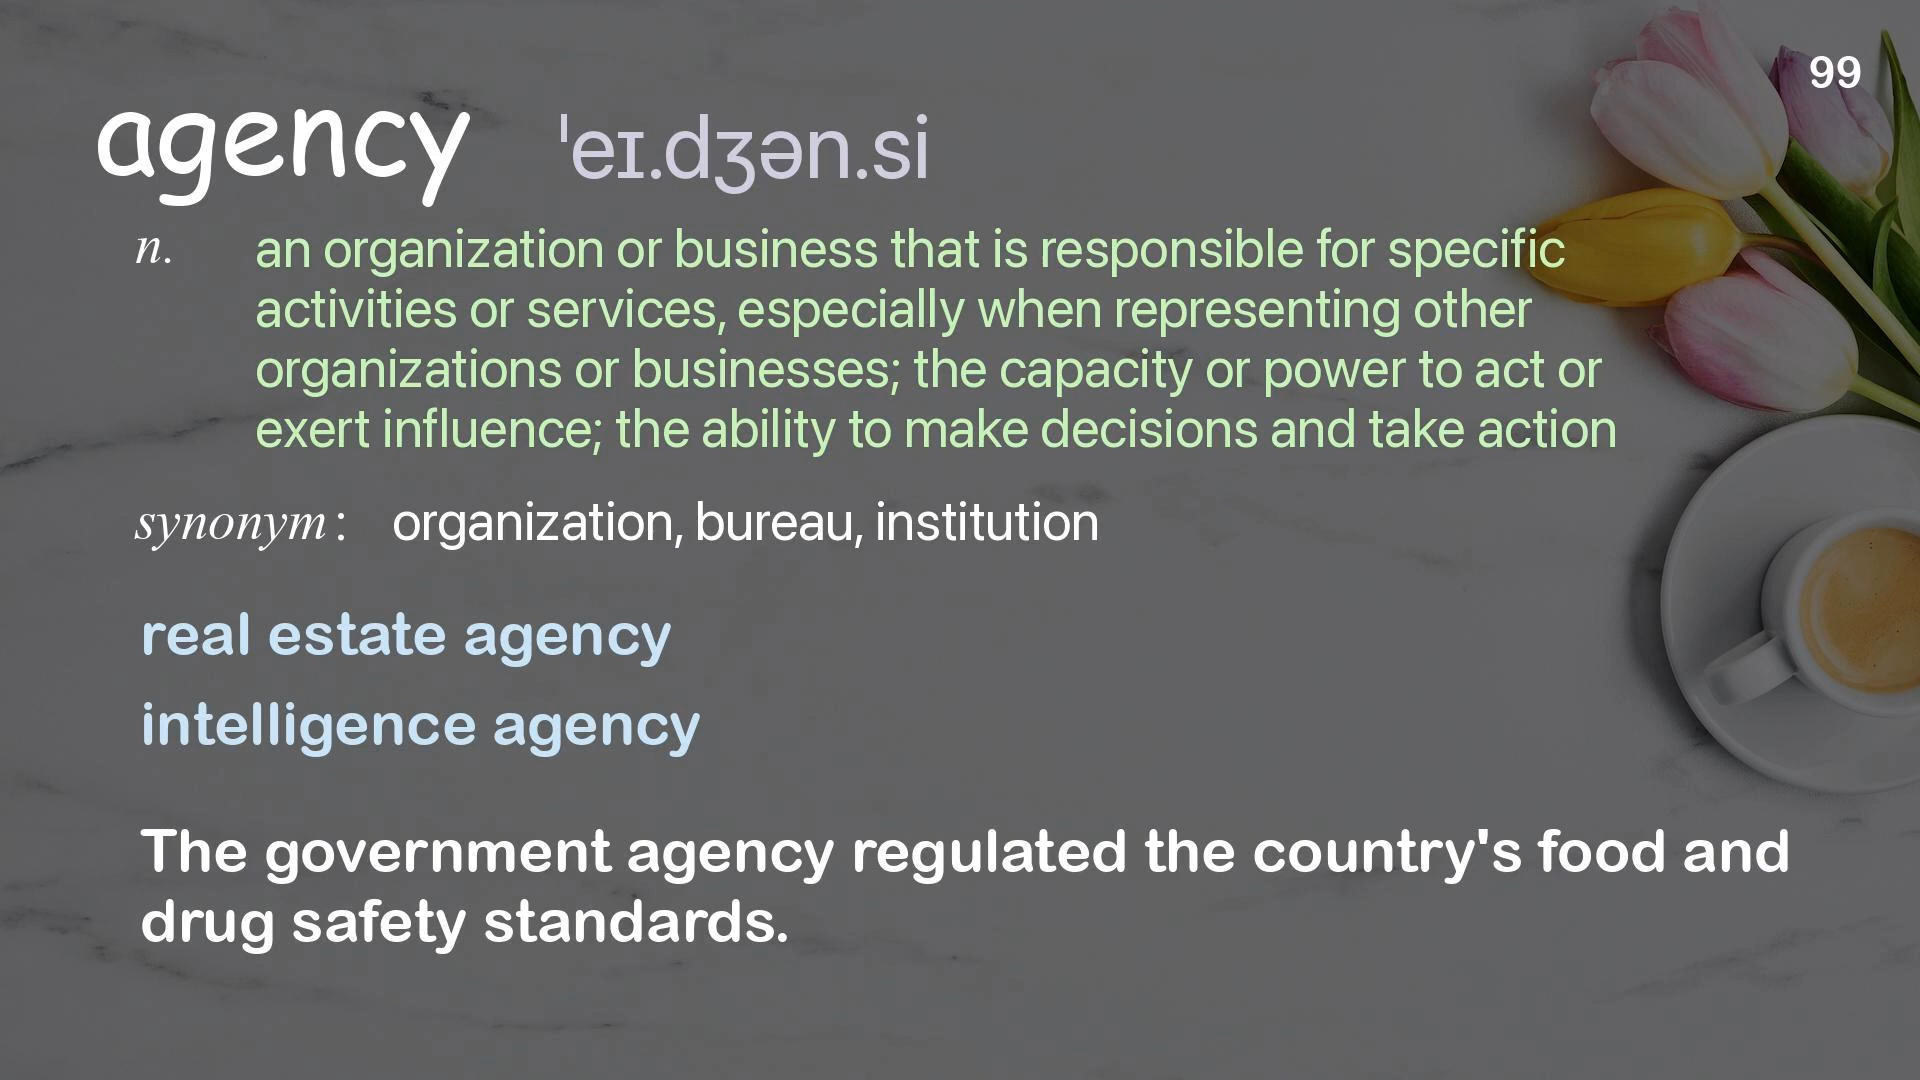 99
agency ˈeɪ.dʒən.si
n. an organization or business that is responsible for specific
activities or services, especially when representing other
organizations or businesses; the capacity or power to act or
exert influence; the ability to make decisions and take action
synonym: organization, bureau, institution
real estate agency
intelligence agency
The government agency regulated the country's food and
drug safety standards.